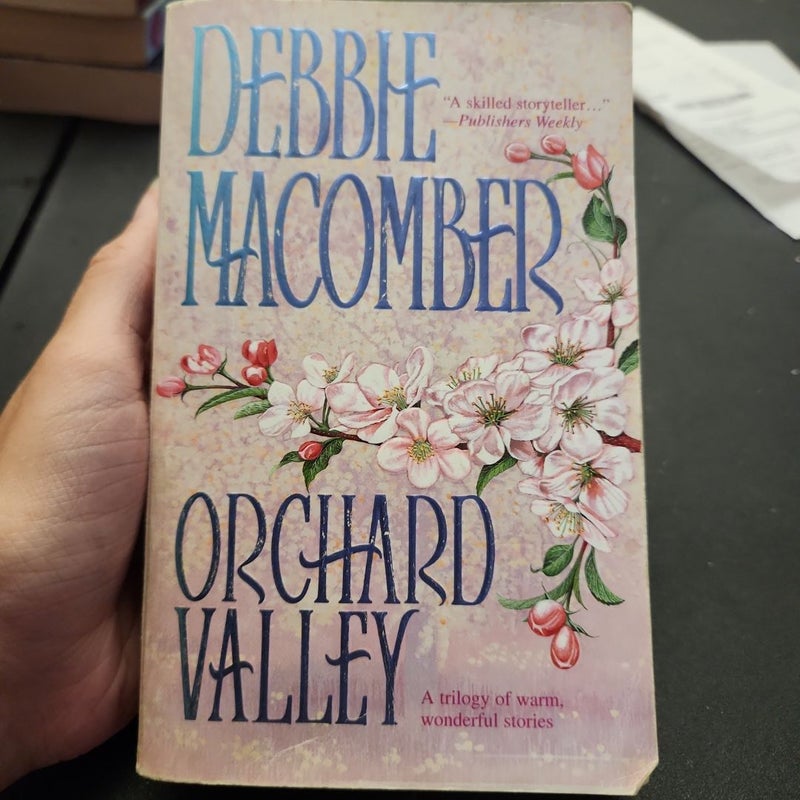 DEBBIE
"A skilled storyteller..."
—Publishers Weekly
MACOMBER
ORCHARD
VALLEY
A trilogy of warm,
wonderful stories